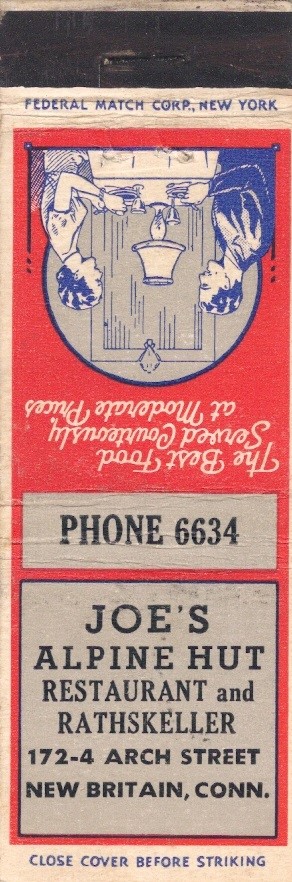 FEDERAL MATCH CORP., NEW YORK
The Best Food
Served Courteously
at Moderate Prices
PHONE 6634
JOE'S
ALPINE HUT
RESTAURANT and
RATHSKELLER
172-4 ARCH STREET
NEW BRITAIN, CONN.
CLOSE COVER BEFORE STRIKING